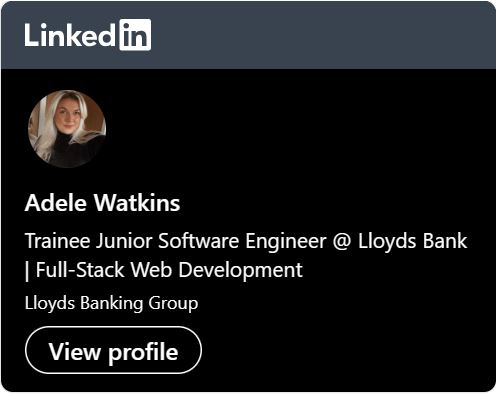 LinkedIn
Adele Watkins
Trainee Junior Software Engineer @ Lloyds Bank
| Full-Stack Web Development
Lloyds Banking Group
View profile